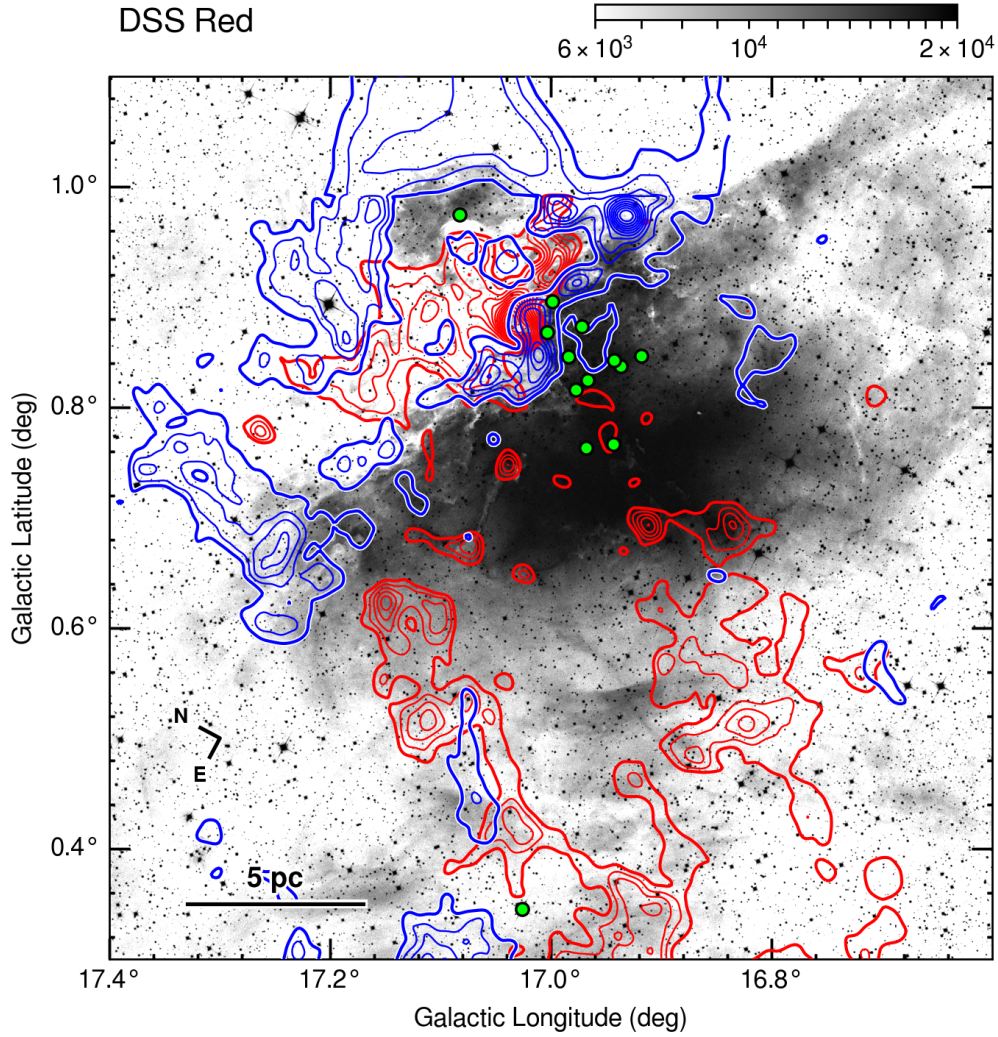 DSS Red
6 × 10³ 10⁴ 2 × 10⁴
1.0°
0.8°
0.6°
0.4°
Galactic Latitude (deg)
N
E
5 pc
17.4° 17.2° 17.0° 16.8°
Galactic Longitude (deg)